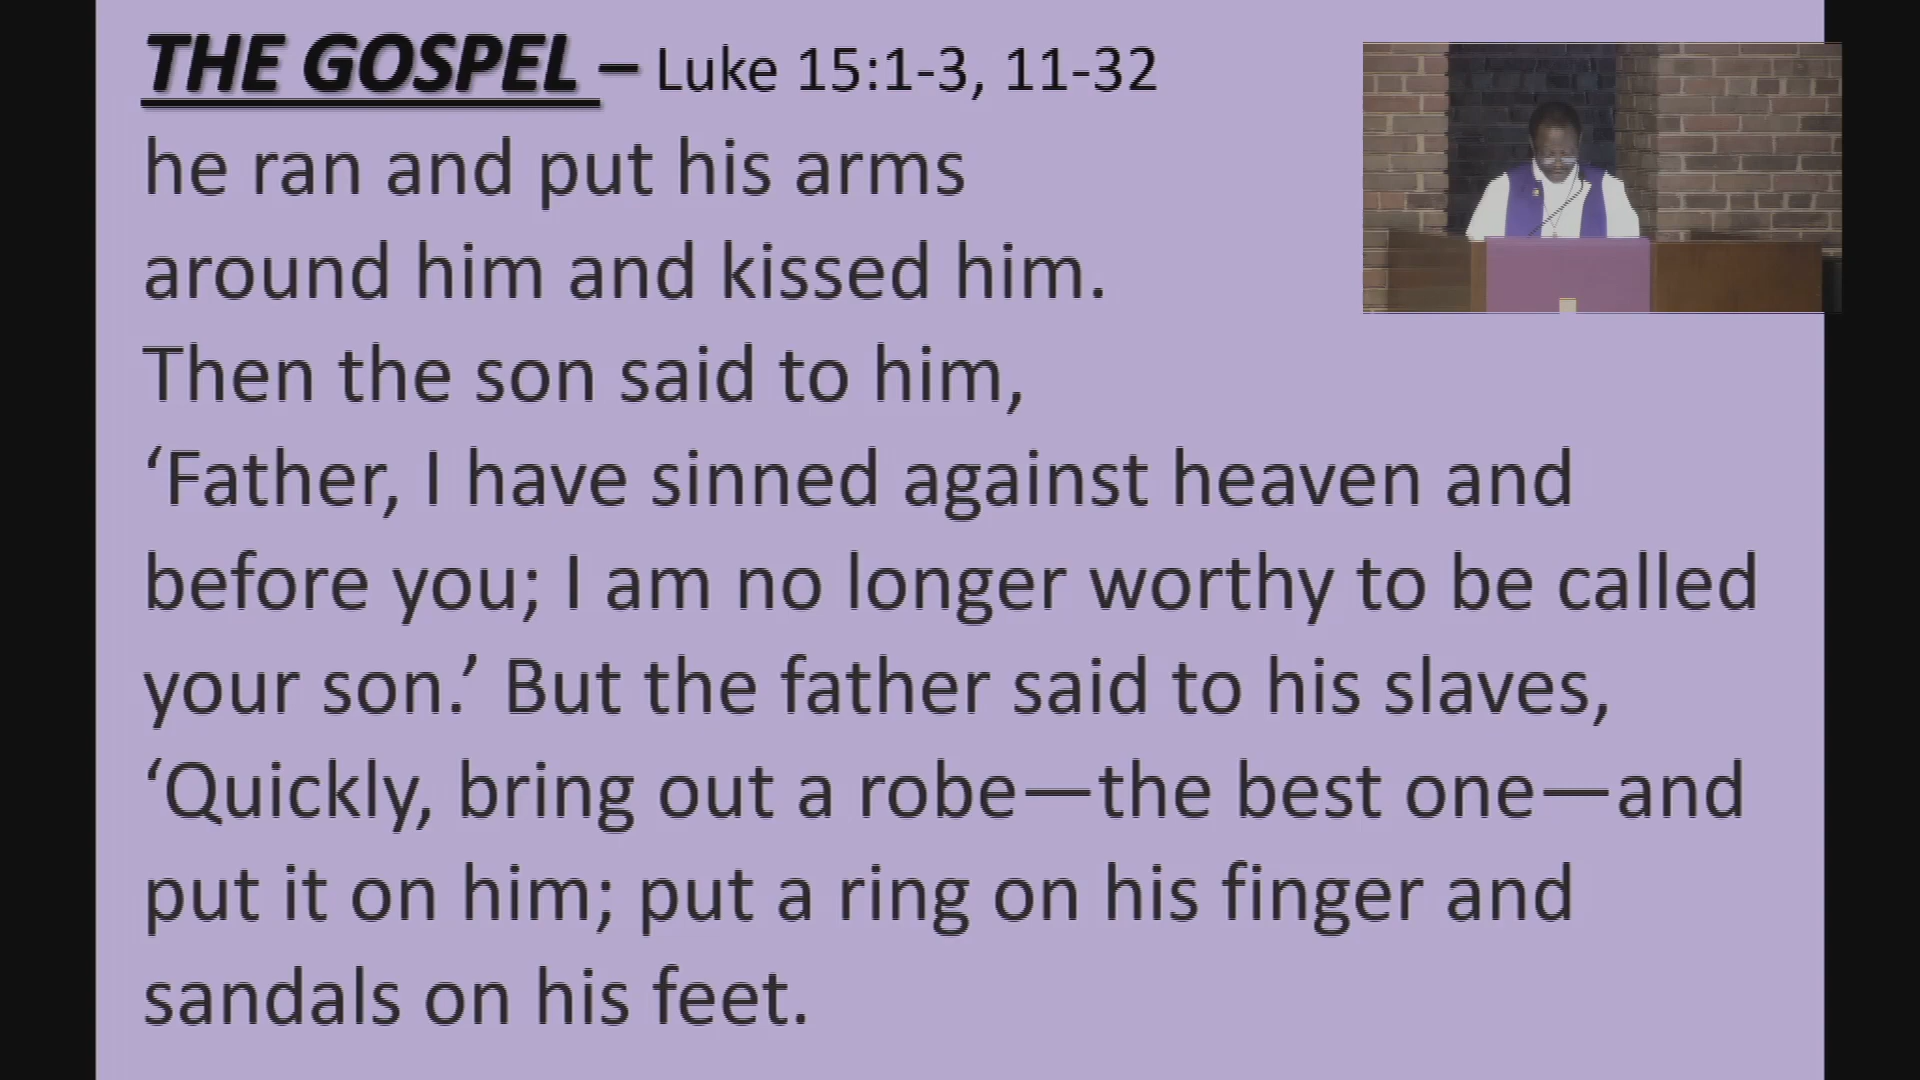 THE GOSPEL – Luke 15:1-3, 11-32
he ran and put his arms
around him and kissed him.
Then the son said to him,
‘Father, I have sinned against heaven and
before you; I am no longer worthy to be called
your son.’ But the father said to his slaves,
‘Quickly, bring out a robe—the best one—and
put it on him; put a ring on his finger and
sandals on his feet.